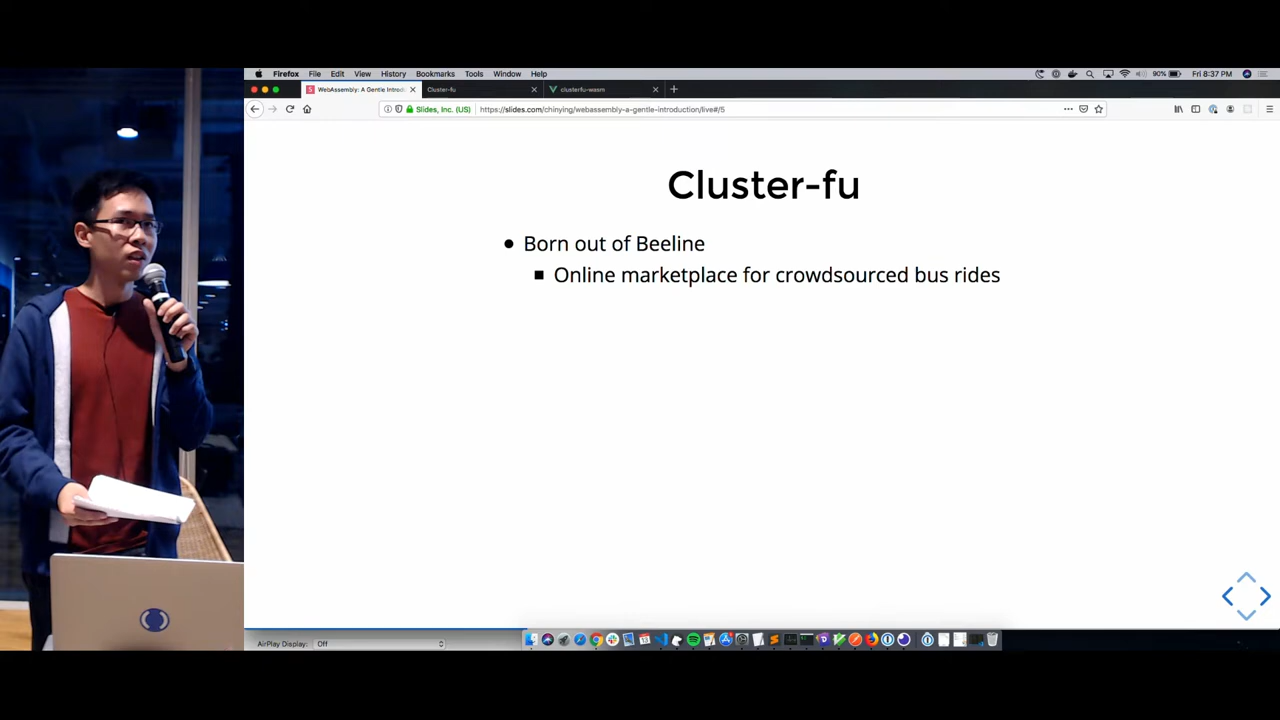 Firefox File Edit View History Bookmarks Tools Window Help 90% Fri 8:37 PM
WebAssembly: A Gentle Introd Cluster-fu clusterfu-wasm
Slides, Inc. (US) https://slides.com/chinying/webassembly-a-gentle-introduction/live#/5
Cluster-fu
Born out of Beeline
Online marketplace for crowdsourced bus rides
AirPlay Display: Off